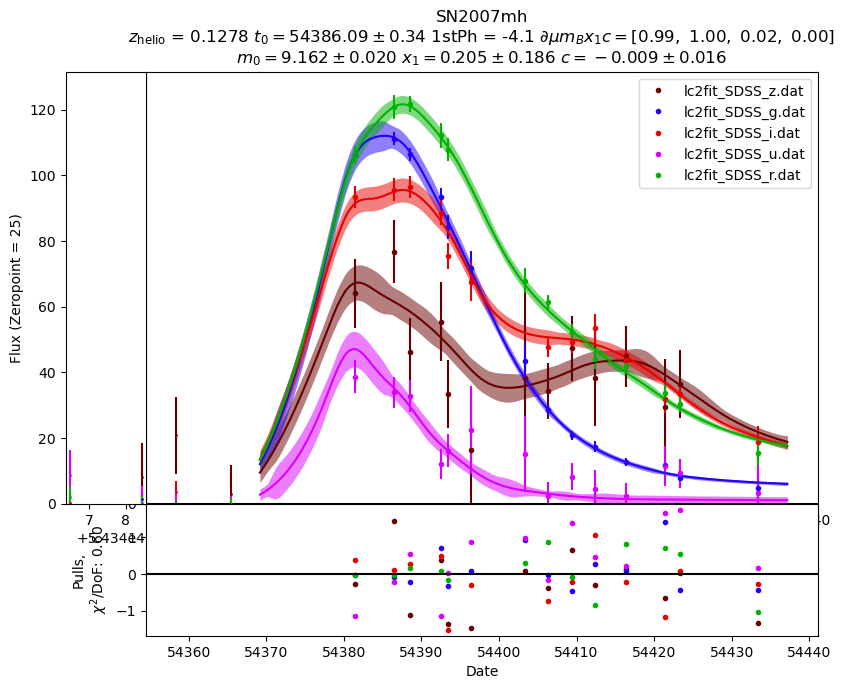 SN2007mh
z_helio = 0.1278 t_0 = 54386.09 ± 0.34 1stPh = -4.1 ∂μm_Bx_1c = [0.99, 1.00, 0.02, 0.00]
m_0 = 9.162 ± 0.020 x_1 = 0.205 ± 0.186 c = −0.009 ± 0.016
lc2fit_SDSS_z.dat
lc2fit_SDSS_g.dat
lc2fit_SDSS_i.dat
lc2fit_SDSS_u.dat
lc2fit_SDSS_r.dat
Flux (Zeropoint = 25)
120
100
80
60
40
20
0
7 8
Pulls,
χ²/DoF:
0
−1
54360 54370 54380 54390 54400 54410 54420 54430 54440
Date